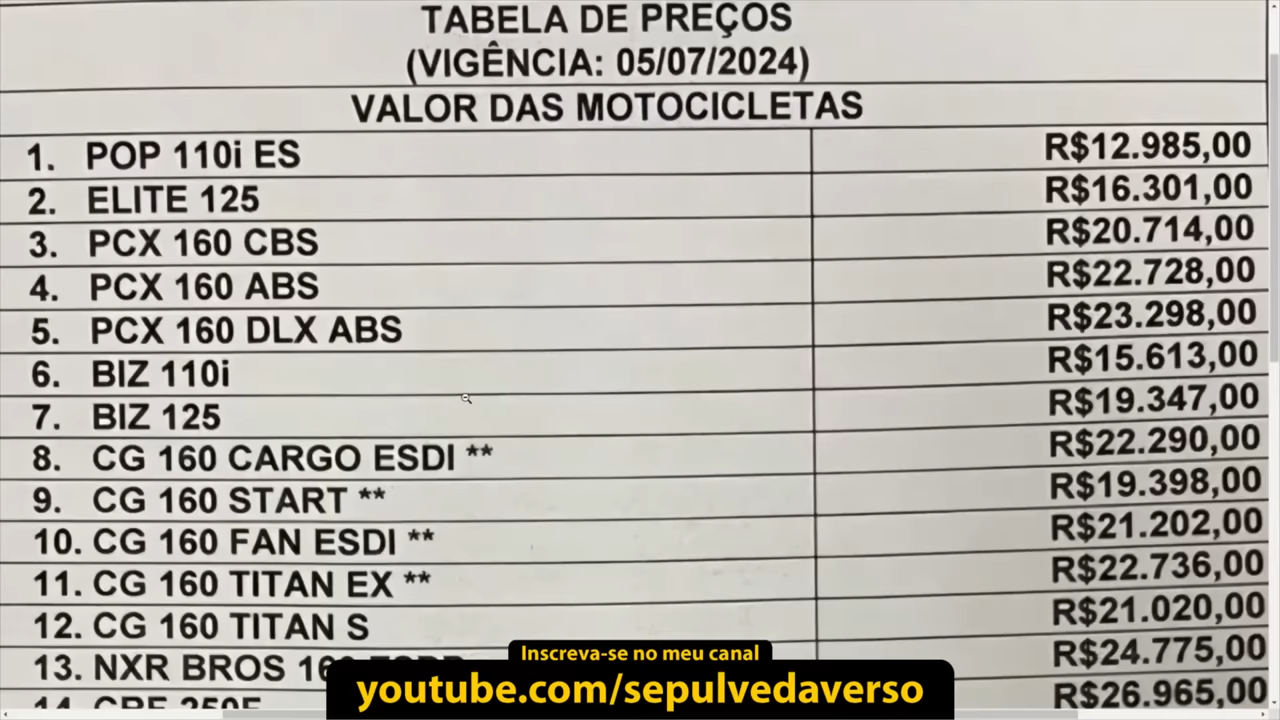 TABELA DE PREÇOS
(VIGÊNCIA: 05/07/2024)
VALOR DAS MOTOCICLETAS
1. POP 110i ES R$12.985,00
2. ELITE 125 R$16.301,00
3. PCX 160 CBS R$20.714,00
4. PCX 160 ABS R$22.728,00
5. PCX 160 DLX ABS R$23.298,00
6. BIZ 110i R$15.613,00
7. BIZ 125 R$19.347,00
8. CG 160 CARGO ESDI ** R$22.290,00
9. CG 160 START ** R$19.398,00
10. CG 160 FAN ESDI ** R$21.202,00
11. CG 160 TITAN EX ** R$22.736,00
12. CG 160 TITAN S R$21.020,00
13. NXR BROS R$24.775,00
14. CRF 250F R$26.965,00
Inscreva-se no meu canal
youtube.com/sepulvedaverso